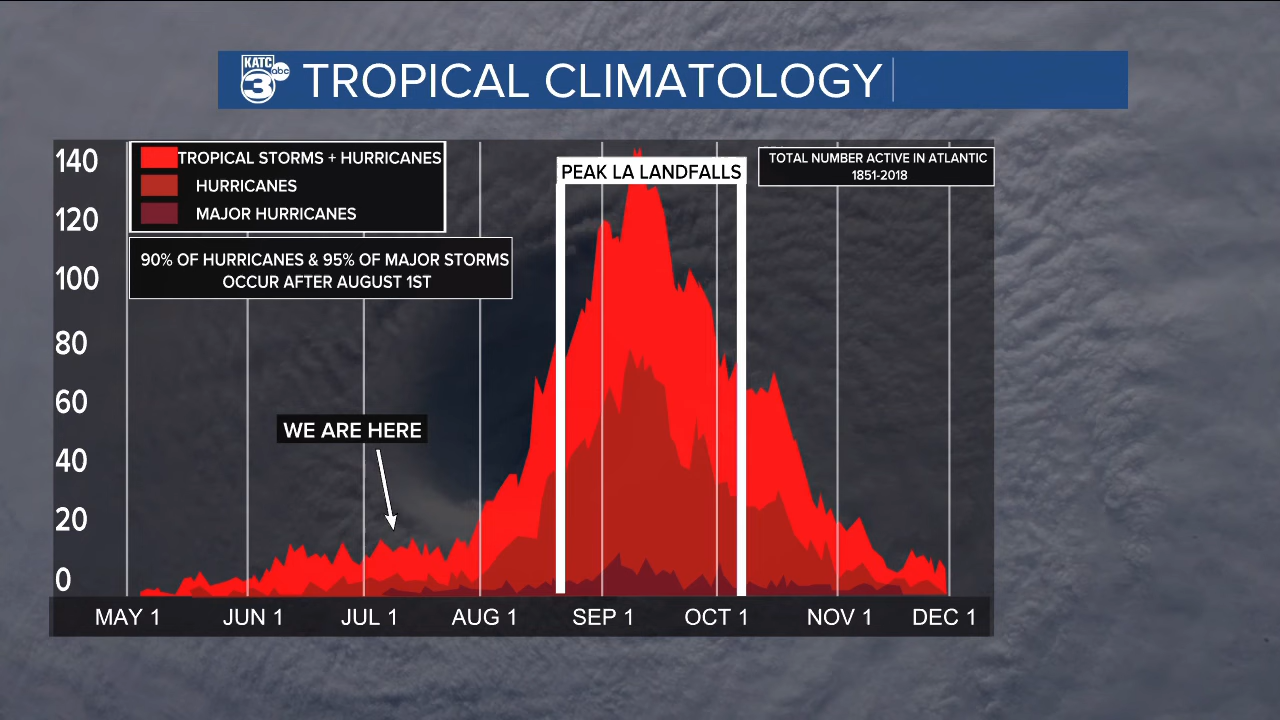 KATC
3
abc
TROPICAL CLIMATOLOGY
TROPICAL STORMS + HURRICANES
HURRICANES
MAJOR HURRICANES
90% OF HURRICANES & 95% OF MAJOR STORMS
OCCUR AFTER AUGUST 1ST
PEAK LA LANDFALLS
TOTAL NUMBER ACTIVE IN ATLANTIC
1851-2018
WE ARE HERE
140
120
100
80
60
40
20
0
MAY 1
JUN 1
JUL 1
AUG 1
SEP 1
OCT 1
NOV 1
DEC 1